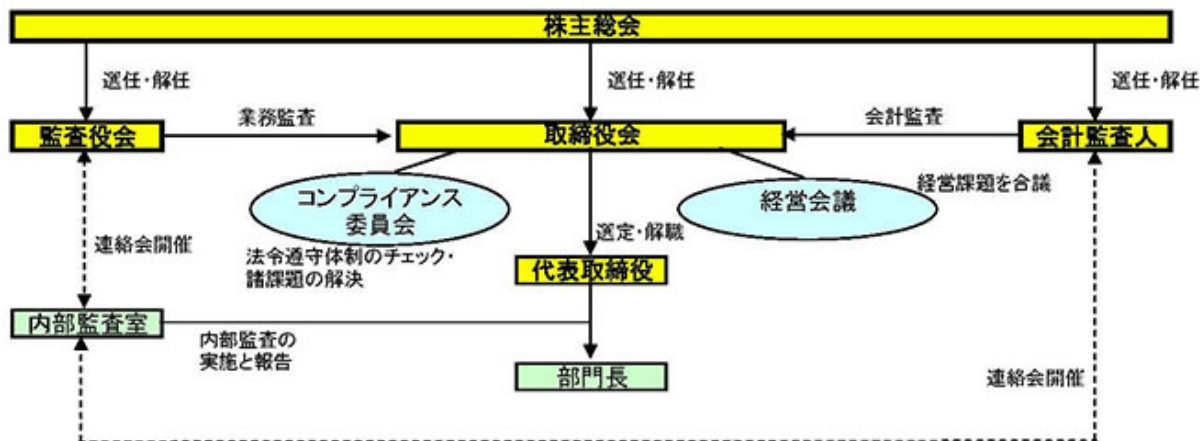 株主総会
選任・解任
選任・解任
選任・解任
監査役会
業務監査
取締役会
会計監査
会計監査人
コンプライアンス
委員会
経営会議
経営課題を合議
連絡会開催
法令遵守体制のチェック・
諸課題の解決
選定・解職
代表取締役
内部監査室
内部監査の
実施と報告
部門長
連絡会開催